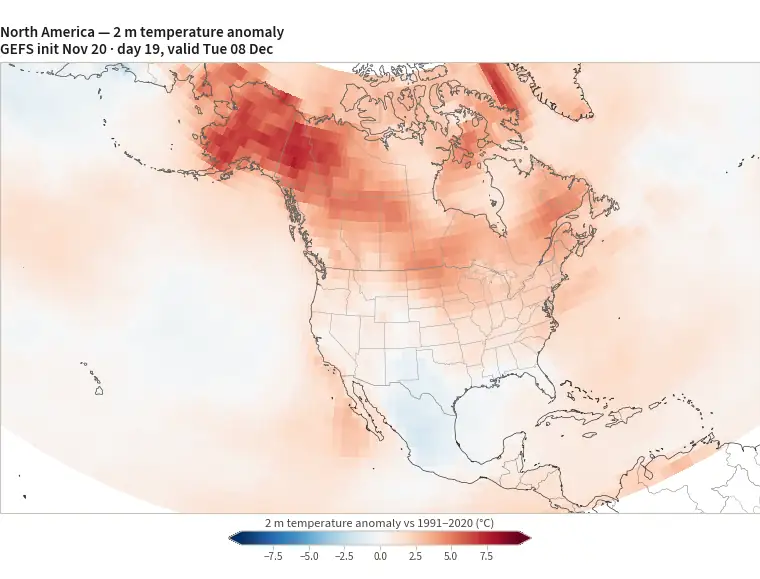 North America — 2 m temperature anomaly
GEFS init Nov 20 · day 19, valid Tue 08 Dec
2 m temperature anomaly vs 1991–2020 (°C)
−7.5 −5.0 −2.5 0.0 2.5 5.0 7.5